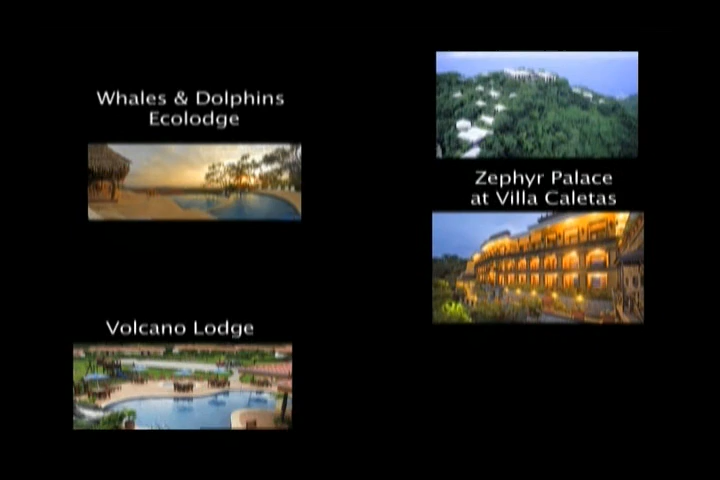 Whales & Dolphins
Ecolodge
Zephyr Palace
at Villa Caletas
Volcano Lodge